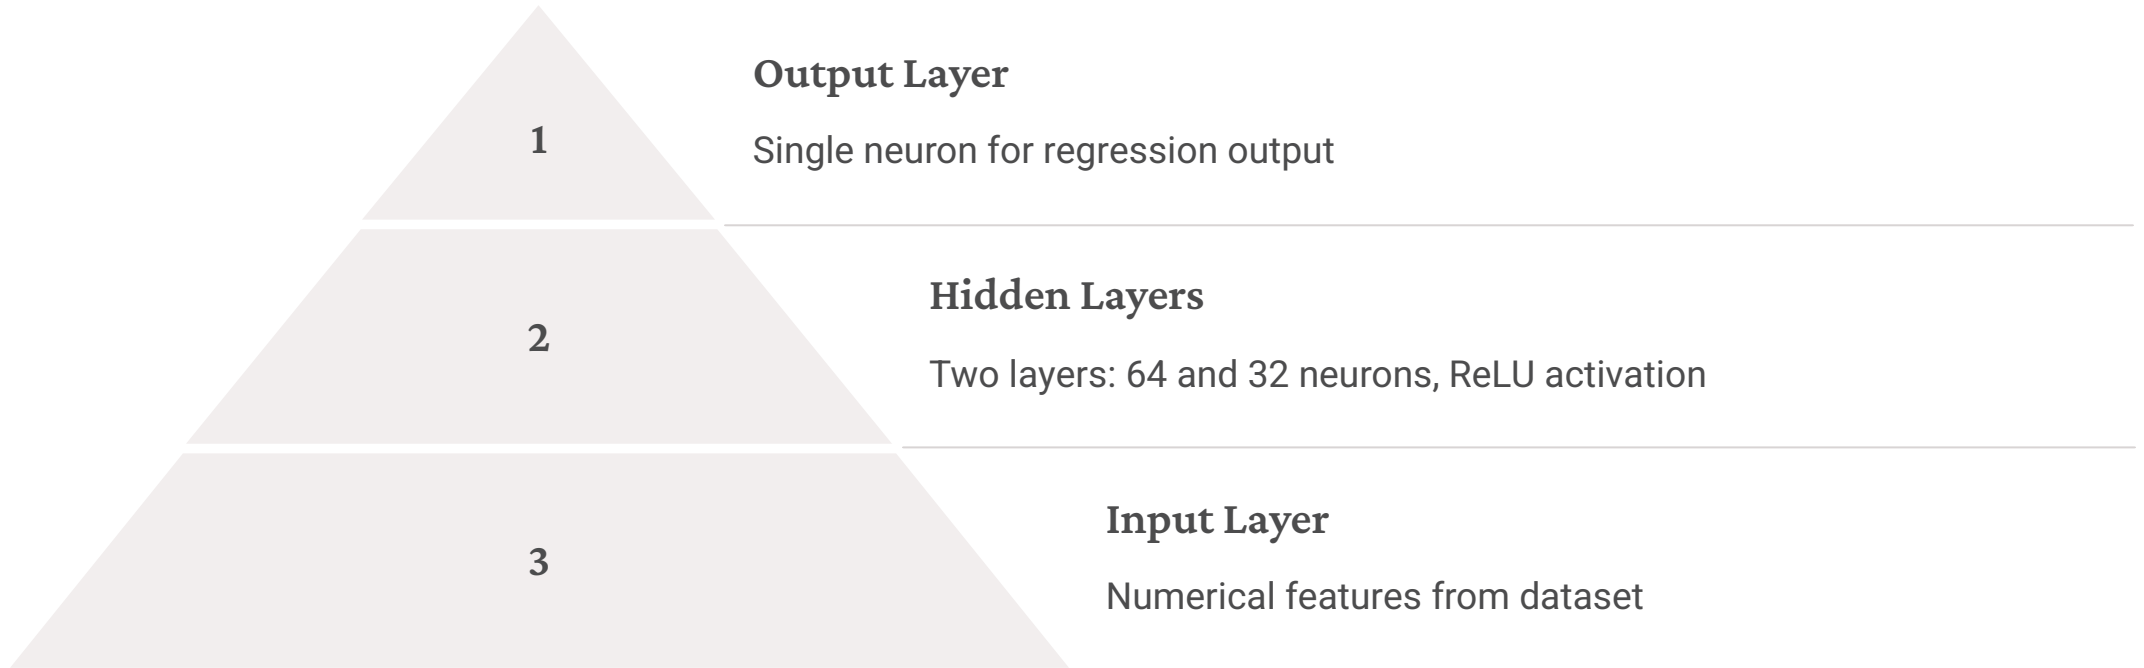 1
Output Layer
Single neuron for regression output
2
Hidden Layers
Two layers: 64 and 32 neurons, ReLU activation
3
Input Layer
Numerical features from dataset